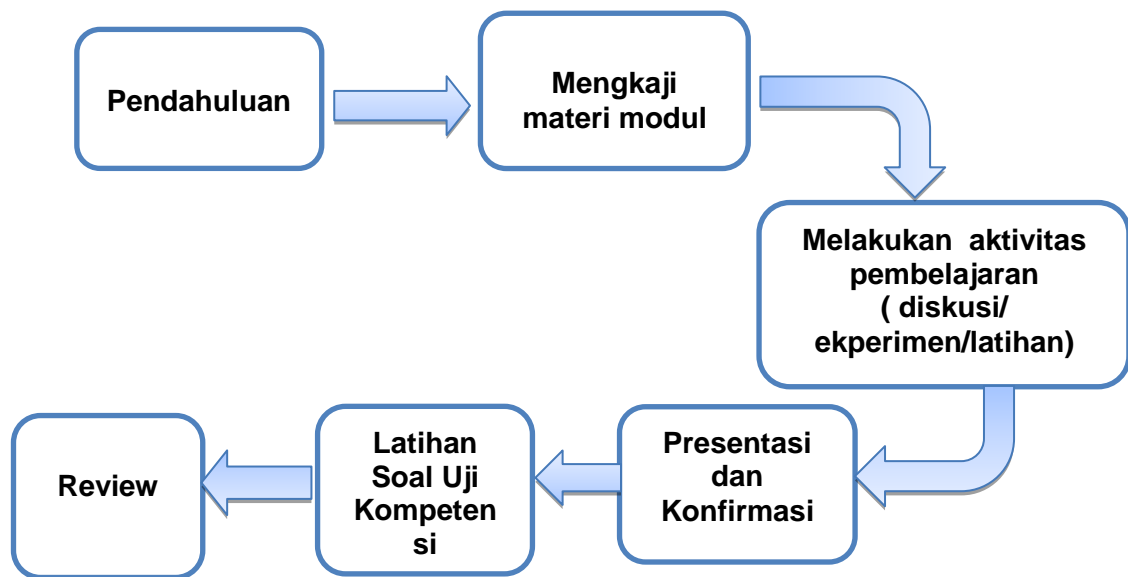 Pendahuluan
Mengkaji
materi modul
Melakukan aktivitas
pembelajaran
( diskusi/
ekperimen/latihan)
Presentasi
dan
Konfirmasi
Latihan
Soal Uji
Kompeten
si
Review